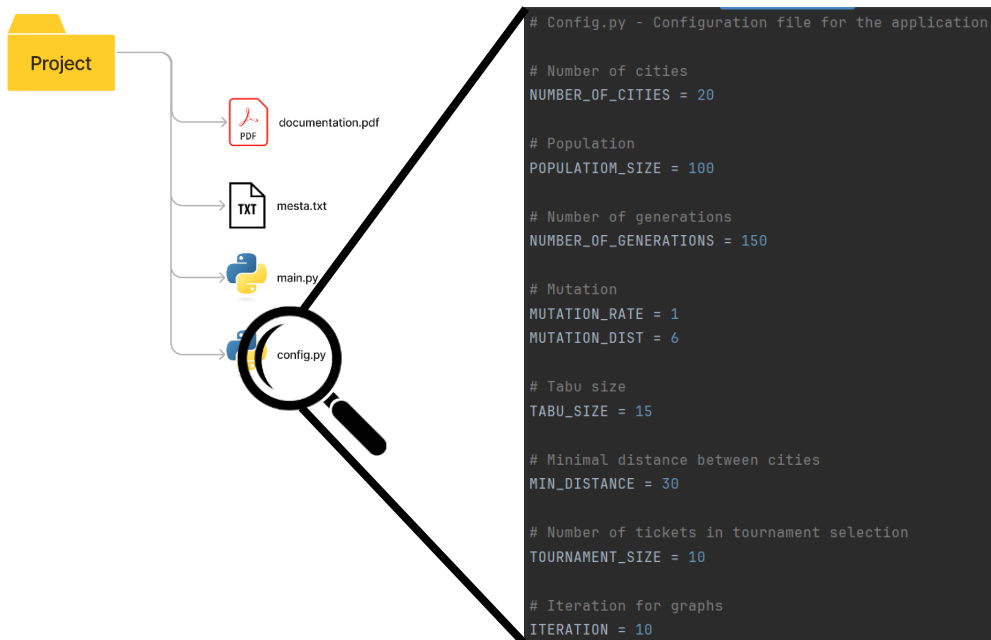 Project
PDF
documentation.pdf
TXT
mesta.txt
main.py
config.py
# Config.py - Configuration file for the application
# Number of cities
NUMBER_OF_CITIES = 20
# Population
POPULATIOM_SIZE = 100
# Number of generations
NUMBER_OF_GENERATIONS = 150
# Mutation
MUTATION_RATE = 1
MUTATION_DIST = 6
# Tabu size
TABU_SIZE = 15
# Minimal distance between cities
MIN_DISTANCE = 30
# Number of tickets in tournament selection
TOURNAMENT_SIZE = 10
# Iteration for graphs
ITERATION = 10